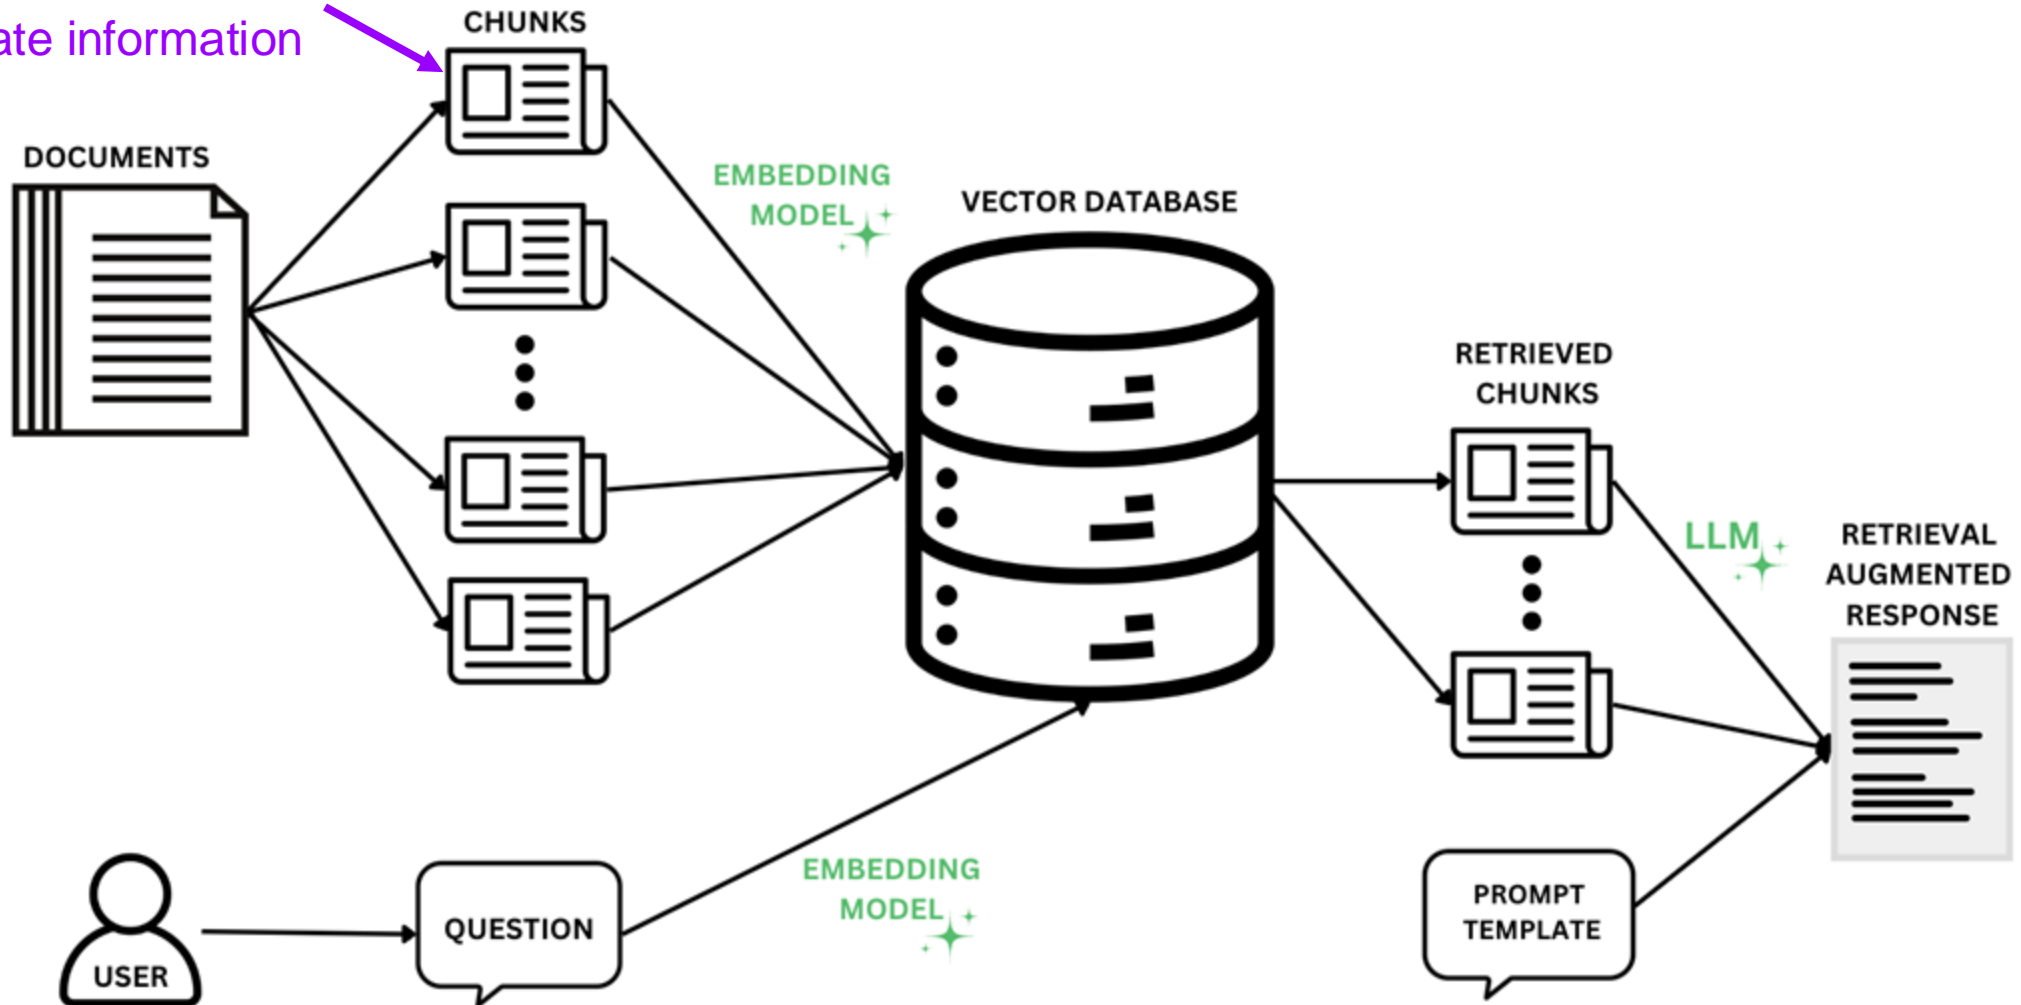 information
CHUNKS
DOCUMENTS
EMBEDDING
MODEL
VECTOR DATABASE
RETRIEVED
CHUNKS
LLM
RETRIEVAL
AUGMENTED
RESPONSE
EMBEDDING
MODEL
QUESTION
PROMPT
TEMPLATE
USER